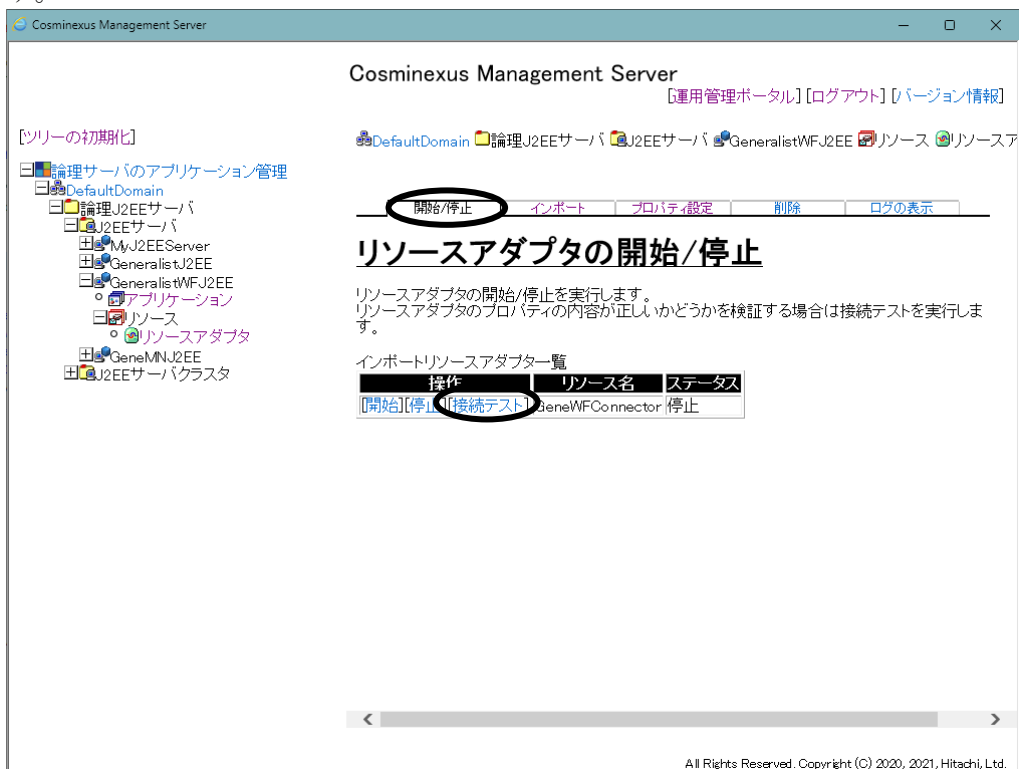 す。
Cosminexus Management Server
Cosminexus Management Server
[運用管理ポータル] [ログアウト] [バージョン情報]
[ツリーの初期化]
DefaultDomain 論理J2EEサーバ J2EEサーバ GeneralistWFJ2EE リソース リソースア
論理サーバのアプリケーション管理
DefaultDomain
論理J2EEサーバ
J2EEサーバ
MyJ2EEServer
GeneralistJ2EE
GeneralistWFJ2EE
アプリケーション
リソース
リソースアダプタ
GeneMNJ2EE
J2EEサーバクラスタ
開始/停止 インポート プロパティ設定 削除 ログの表示
リソースアダプタの開始/停止
リソースアダプタの開始/停止を実行します。
リソースアダプタのプロパティの内容が正しいかどうかを検証する場合は接続テストを実行しま
す。
インポートリソースアダプター覧
操作 リソース名 ステータス
[開始][停止][接続テスト] GeneWFConnector 停止
All Rights Reserved. Copyright (C) 2020, 2021, Hitachi, Ltd.